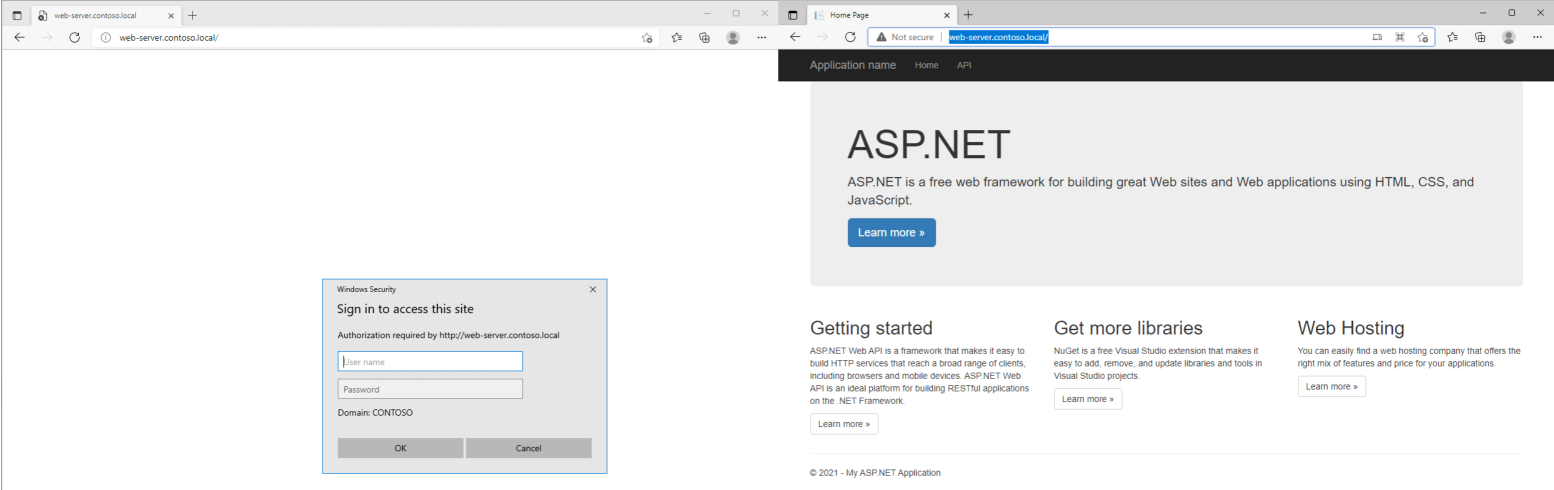 web-server.contoso.local
web-server.contoso.local/
Windows Security
Sign in to access this site
Authorization required by http://web-server.contoso.local
User name
Password
Domain: CONTOSO
OK Cancel
Home Page
Not secure web-server.contoso.local/
Application name Home API
ASP.NET
ASP.NET is a free web framework for building great Web sites and Web applications using HTML, CSS, and
JavaScript.
Learn more »
Getting started
ASP.NET Web API is a framework that makes it easy to
build HTTP services that reach a broad range of clients,
including browsers and mobile devices. ASP.NET Web
API is an ideal platform for building RESTful applications
on the .NET Framework.
Learn more »
Get more libraries
NuGet is a free Visual Studio extension that makes it
easy to add, remove, and update libraries and tools in
Visual Studio projects.
Learn more »
Web Hosting
You can easily find a web hosting company that offers the
right mix of features and price for your applications.
Learn more »
© 2021 - My ASP.NET Application